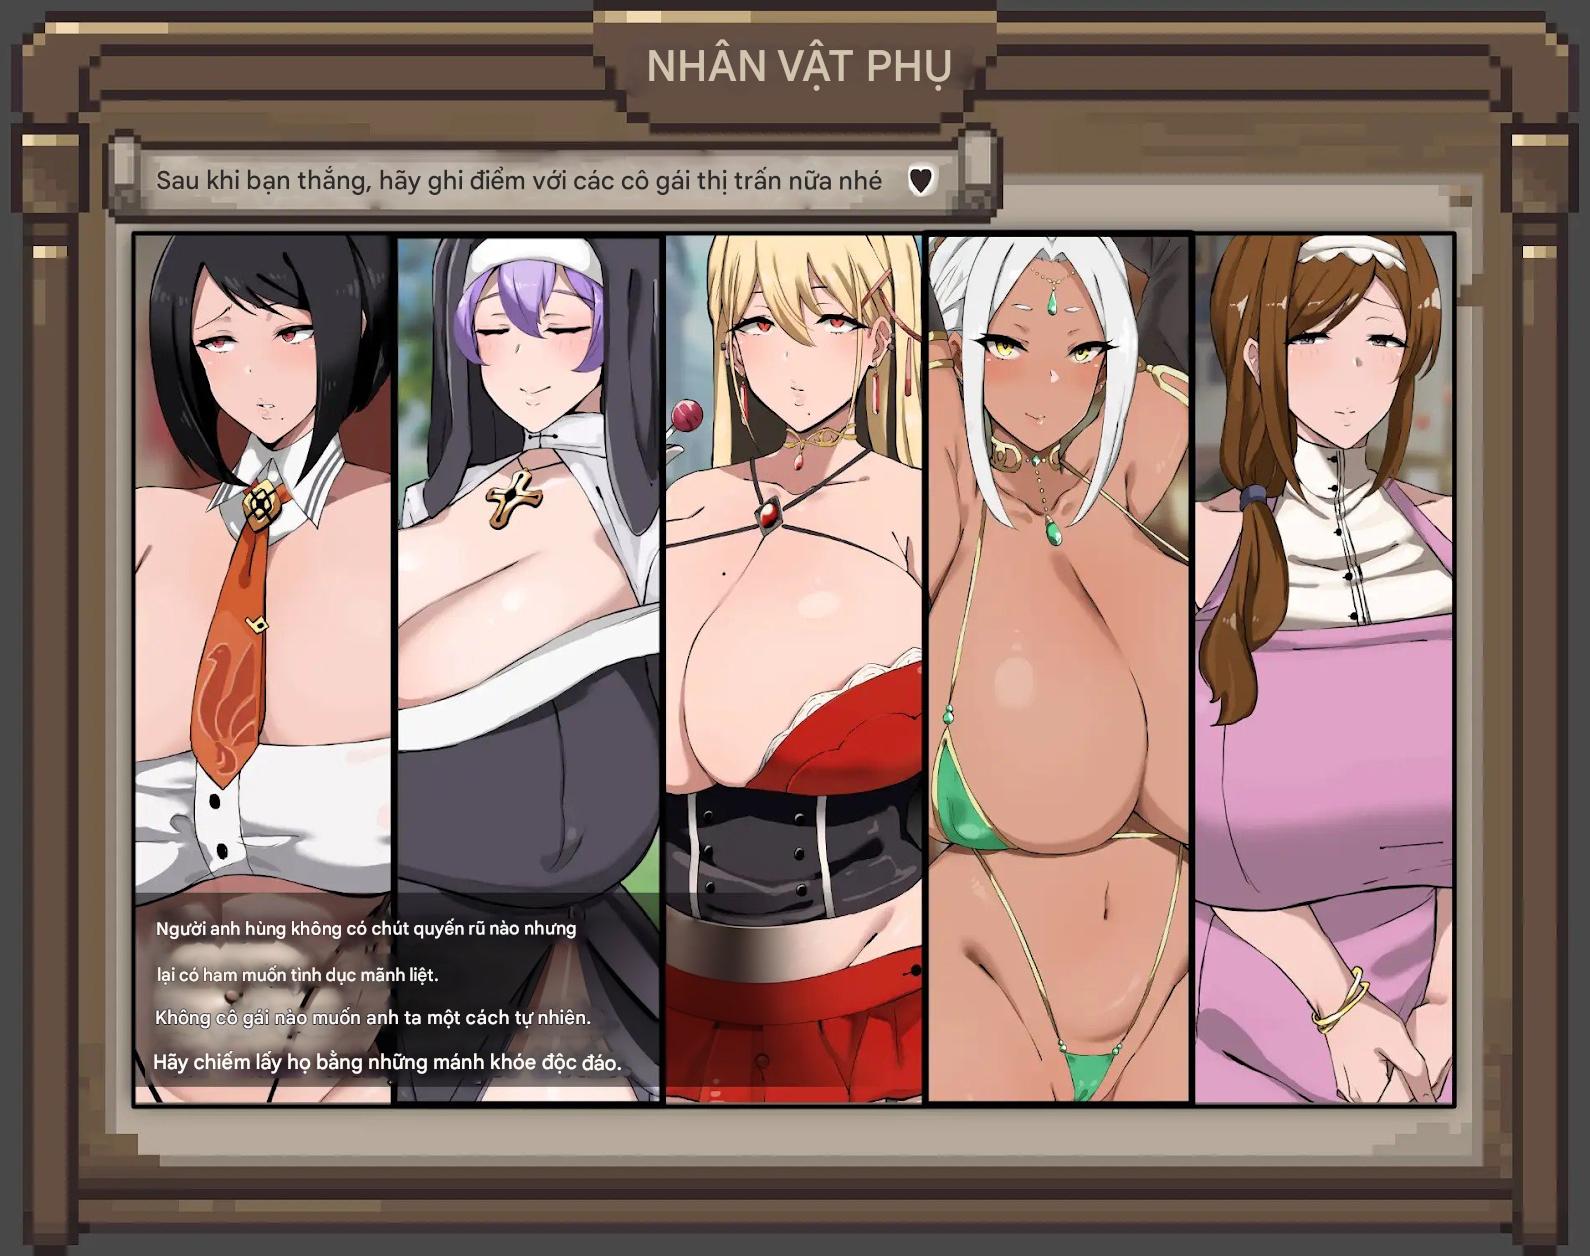 NHÂN VẬT PHỤ
Sau khi bạn thắng, hãy ghi điểm với các cô gái thị trấn nữa nhé
Người anh hùng không có chút quyến rũ nào nhưng
lại có ham muốn tình dục mãnh liệt.
Không cô gái nào muốn anh ta một cách tự nhiên.
Hãy chiếm lấy họ bằng những mánh khóe độc đáo.